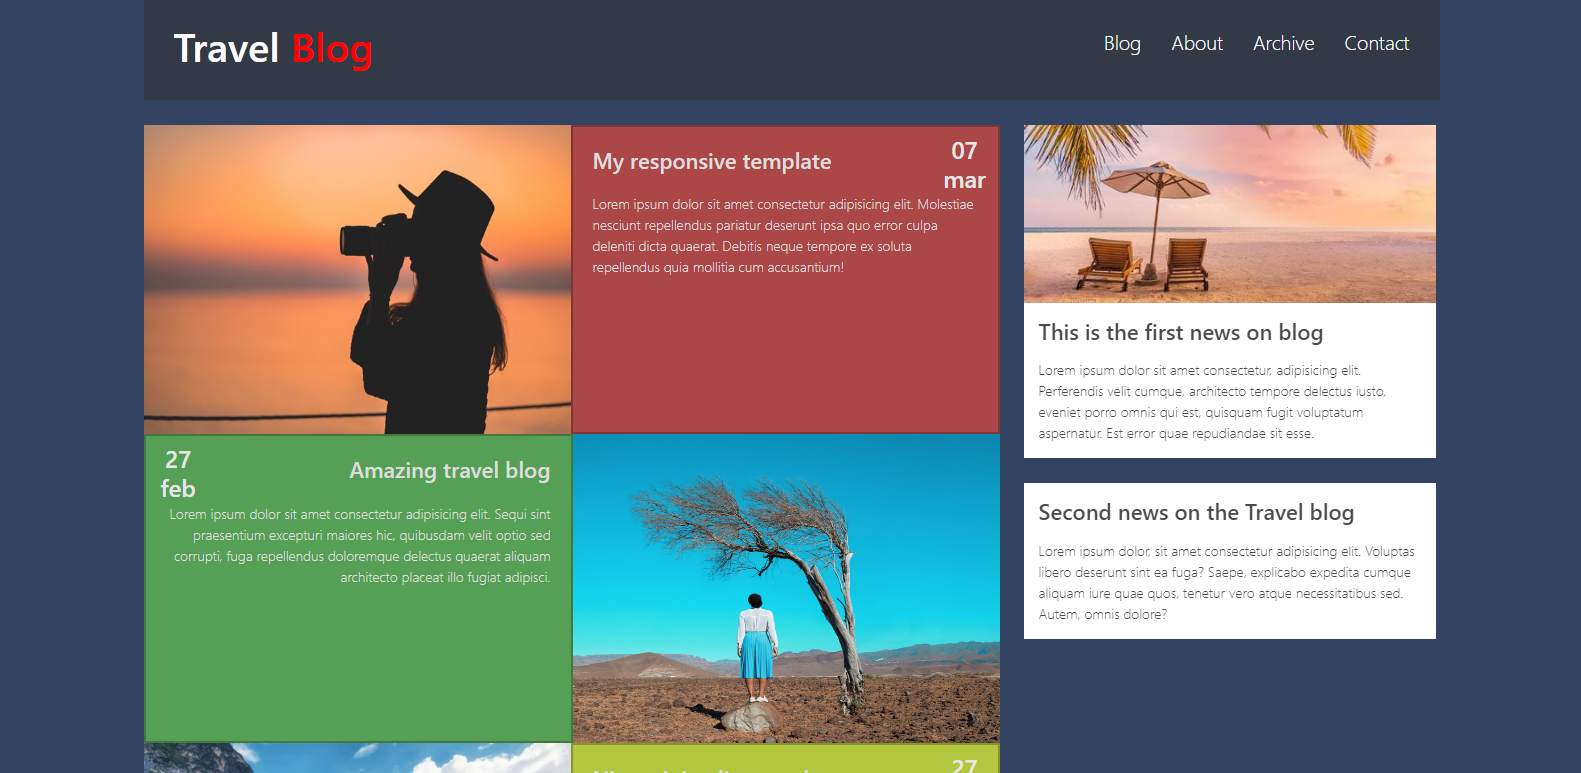 Travel Blog
Blog About Archive Contact
My responsive template
07
mar
Lorem ipsum dolor sit amet consectetur adipisicing elit. Molestiae
nesciunt repellendus pariatur deserunt ipsa quo error culpa
deleniti dicta quaerat. Debitis neque tempore ex soluta
repellendus quia mollitia cum accusantium!
27
feb
Amazing travel blog
Lorem ipsum dolor sit amet consectetur adipisicing elit. Sequi sint
praesentium excepturi maiores hic, quibusdam velit optio sed
corrupti, fuga repellendus doloremque delectus quaerat aliquam
architecto placeat illo fugiat adipisci.
27
This is the first news on blog
Lorem ipsum dolor sit amet consectetur, adipisicing elit.
Perferendis velit cumque, architecto tempore delectus iusto,
eveniet porro omnis qui est, quisquam fugit voluptatum
aspernatur. Est error quae repudiandae sit esse.
Second news on the Travel blog
Lorem ipsum dolor, sit amet consectetur adipisicing elit. Voluptas
libero deserunt sint ea fuga? Saepe, explicabo expedita cumque
aliquam iure quae quos, tenetur vero atque necessitatibus sed.
Autem, omnis dolore?